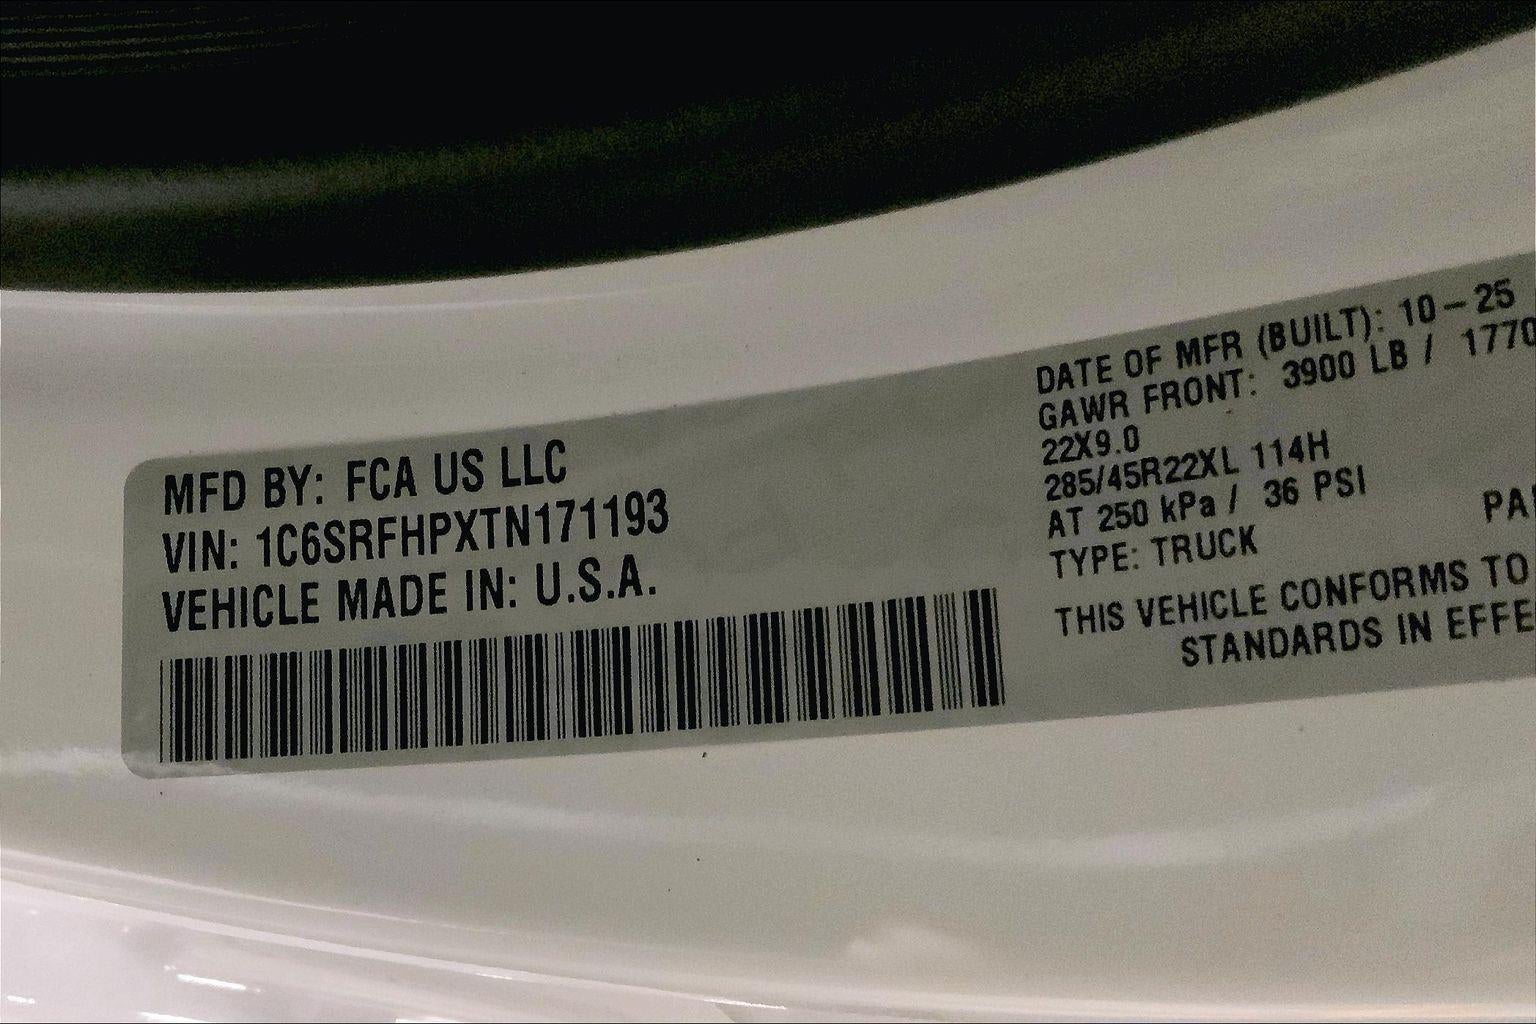 MFD BY: FCA US LLC
VIN: 1C6SRFHPXTN171193
VEHICLE MADE IN: U.S.A.
DATE OF MFR (BUILT): 10-25
GAWR FRONT: 3900 LB / 1770
22X9.0
285/45R22XL 114H
AT 250 kPa / 36 PSI
TYPE: TRUCK
THIS VEHICLE CONFORMS TO
STANDARDS IN EFFE